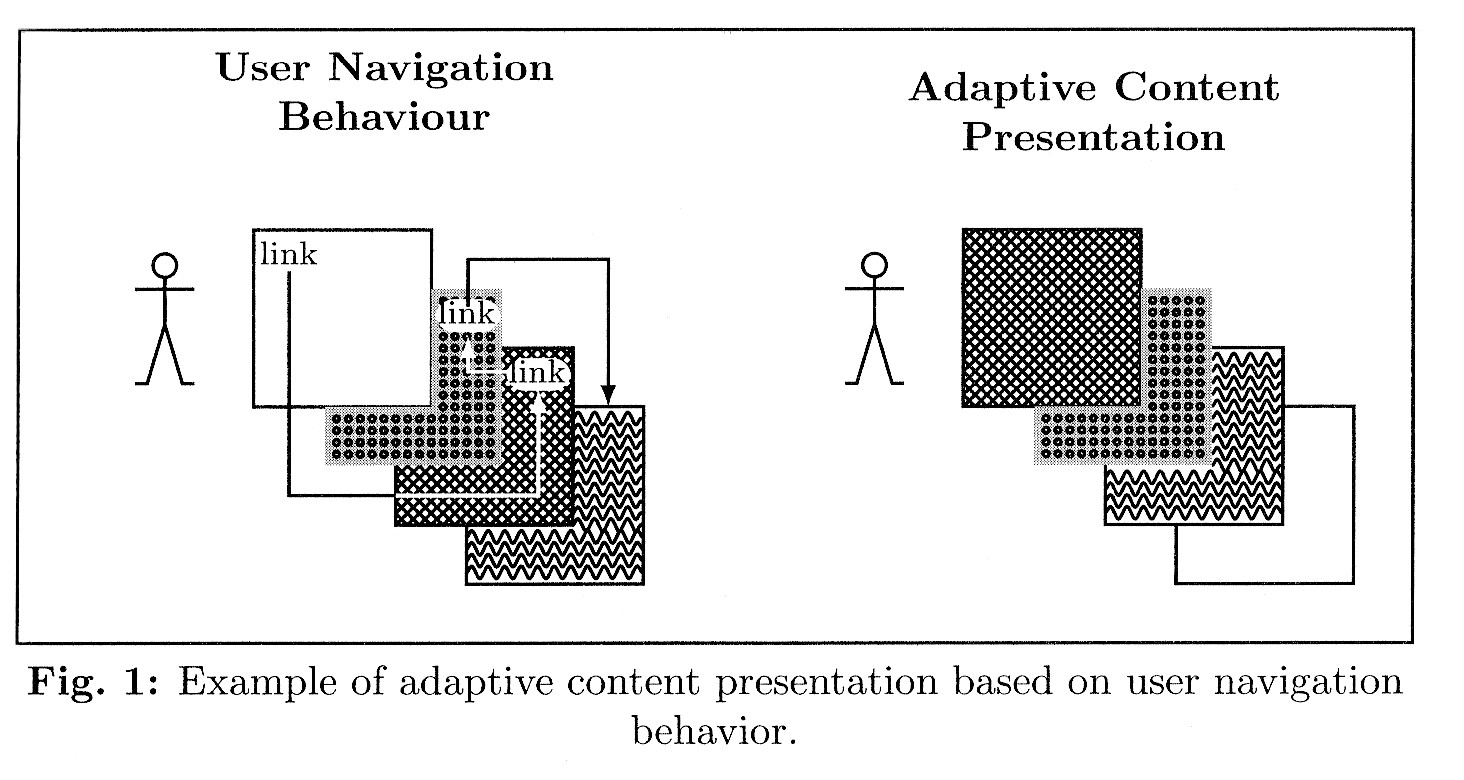 User Navigation
Behaviour
Adaptive Content
Presentation
link
link
link
Fig. 1: Example of adaptive content presentation based on user navigation
behavior.